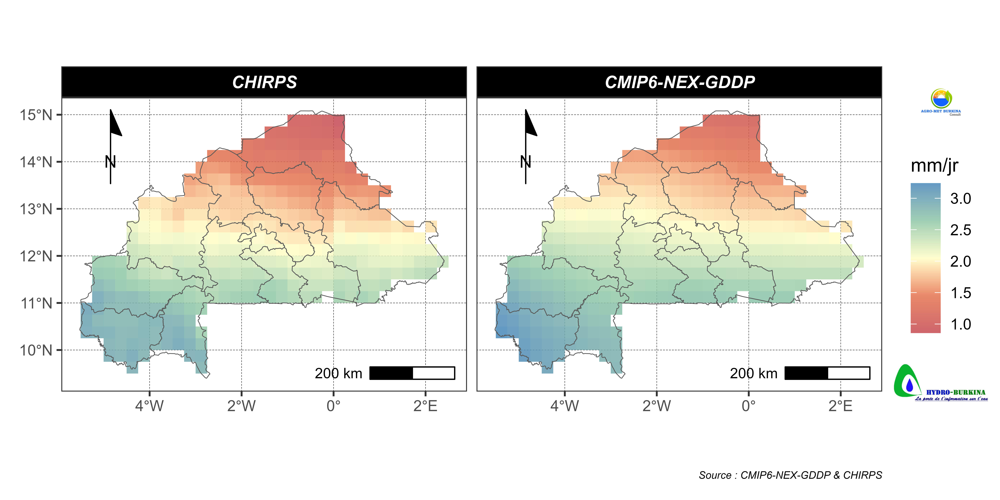 CHIRPS
CMIP6-NEX-GDDP
15°N
14°N
13°N
12°N
11°N
10°N
N
N
200 km
200 km
4°W
2°W
0°
2°E
4°W
2°W
0°
2°E
AGRO-MET BURKINA
Consult
mm/jr
3.0
2.5
2.0
1.5
1.0
HYDRO-BURKINA
La porte de l'information sur l'eau
Source : CMIP6-NEX-GDDP & CHIRPS